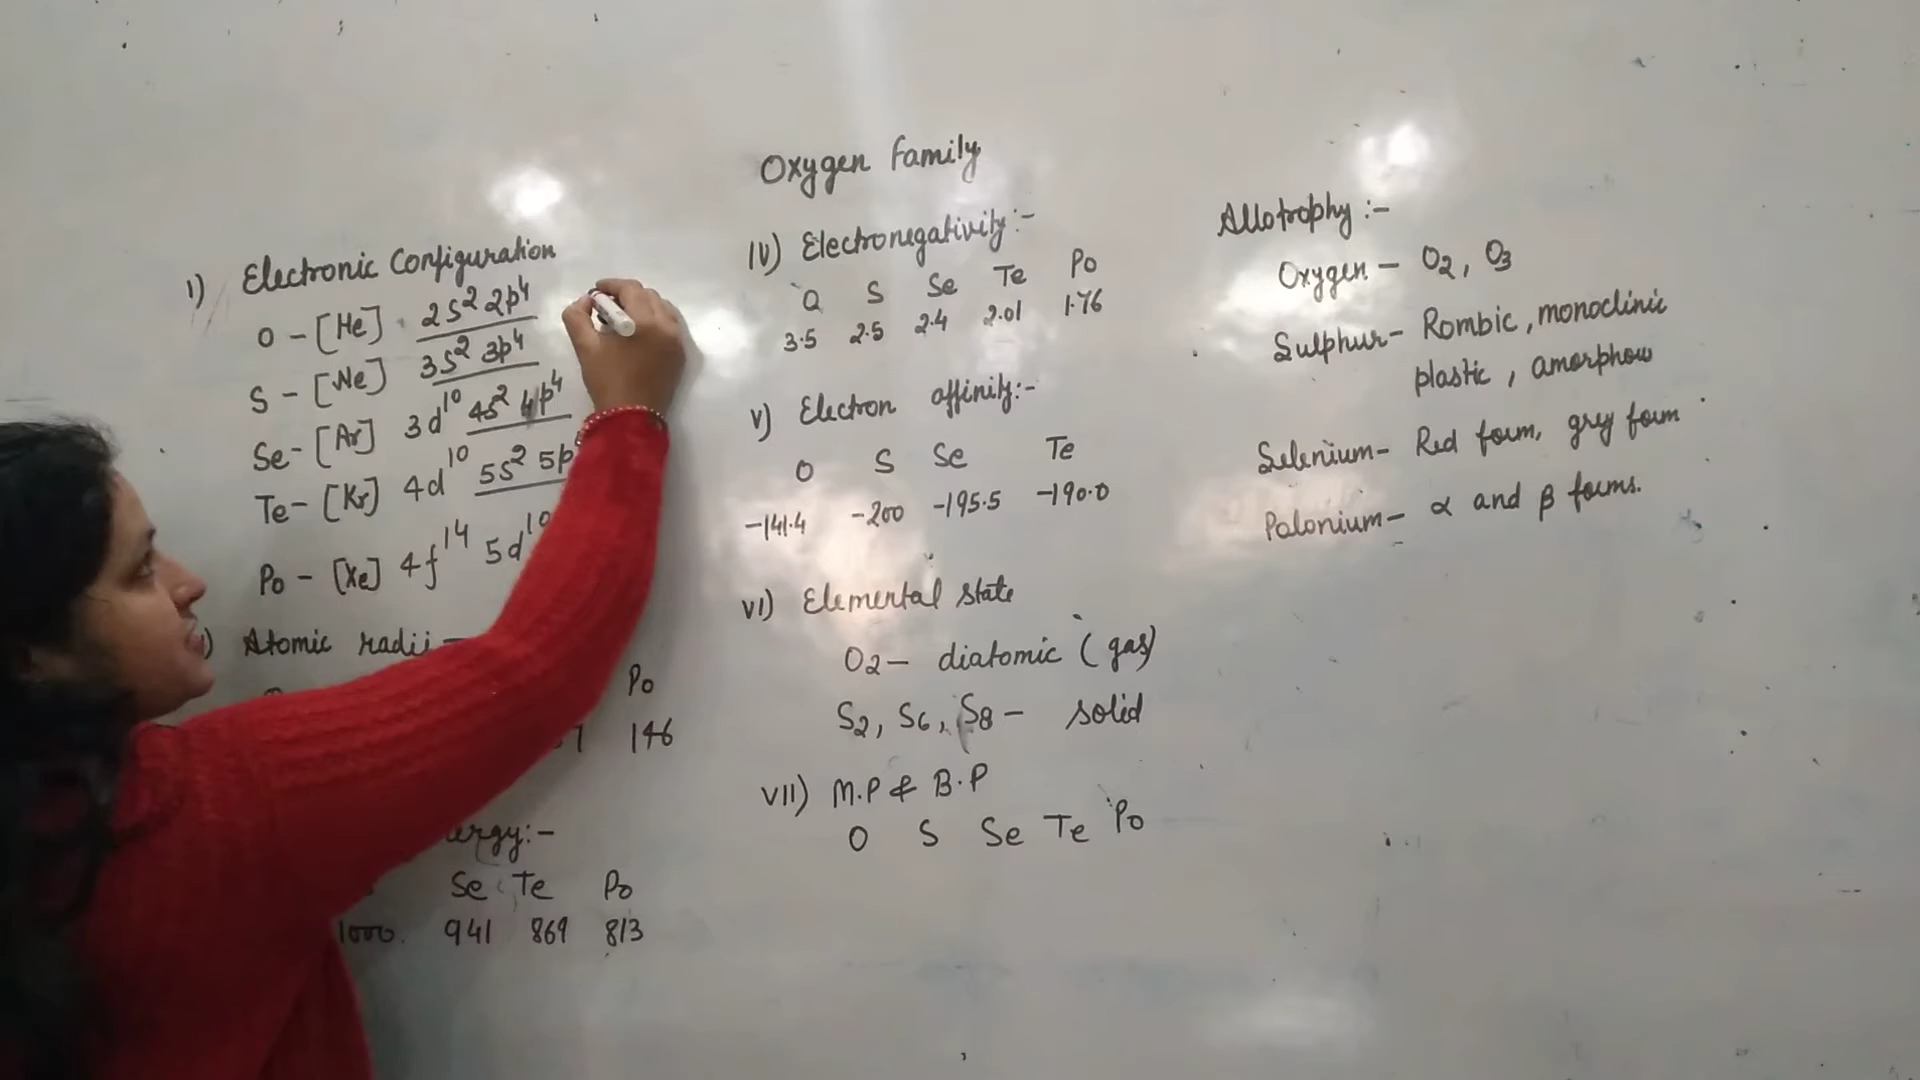 Oxygen Family
I) Electronic Configuration
O - [He] 2s² 2p⁴
S - [Ne] 3s² 3p⁴
Se - [Ar] 3d¹⁰ 4s² 4p⁴
Te - [Kr] 4d¹⁰ 5s² 5p
Po - [Xe] 4f¹⁴ 5d¹⁰
) Atomic radii -
Po
146
ergy:-
Se Te Po
1000. 941 869 813
IV) Electronegativity:-
O S Se Te Po
3.5 2.5 2.4 2.01 1.76
V) Electron affinity:-
O S Se Te
-141.4 -200 -195.5 -190.0
VI) Elemental state
O2 - diatomic (gas)
S2, S6, S8 - solid
VII) M.P & B.P
O S Se Te Po
Allotrophy :-
Oxygen - O2, O3
Sulphur - Rombic, monoclinic
plastic, amorphow
Selenium - Red form, grey form
Polonium - α and β forms.